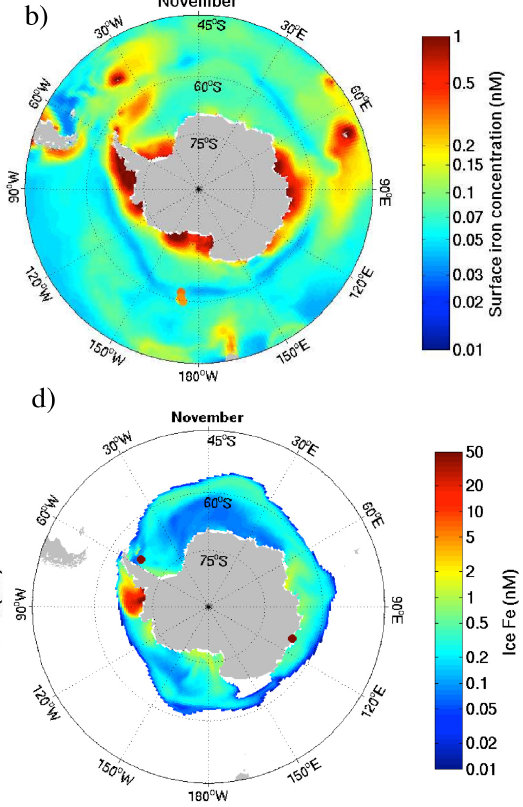 b)
November
45°S
60°S
75°S
30°W
30°E
60°W
60°E
90°W
90°E
120°W
120°E
150°W
150°E
180°W
1
0.5
0.2
0.15
0.1
0.07
0.05
0.03
0.02
0.01
Surface iron concentration (nM)
d)
November
45°S
60°S
75°S
30°W
30°E
60°W
60°E
90°W
90°E
120°W
120°E
150°W
150°E
180°W
50
20
10
5
2
1
0.5
0.2
0.1
0.05
0.02
0.01
Ice Fe (nM)